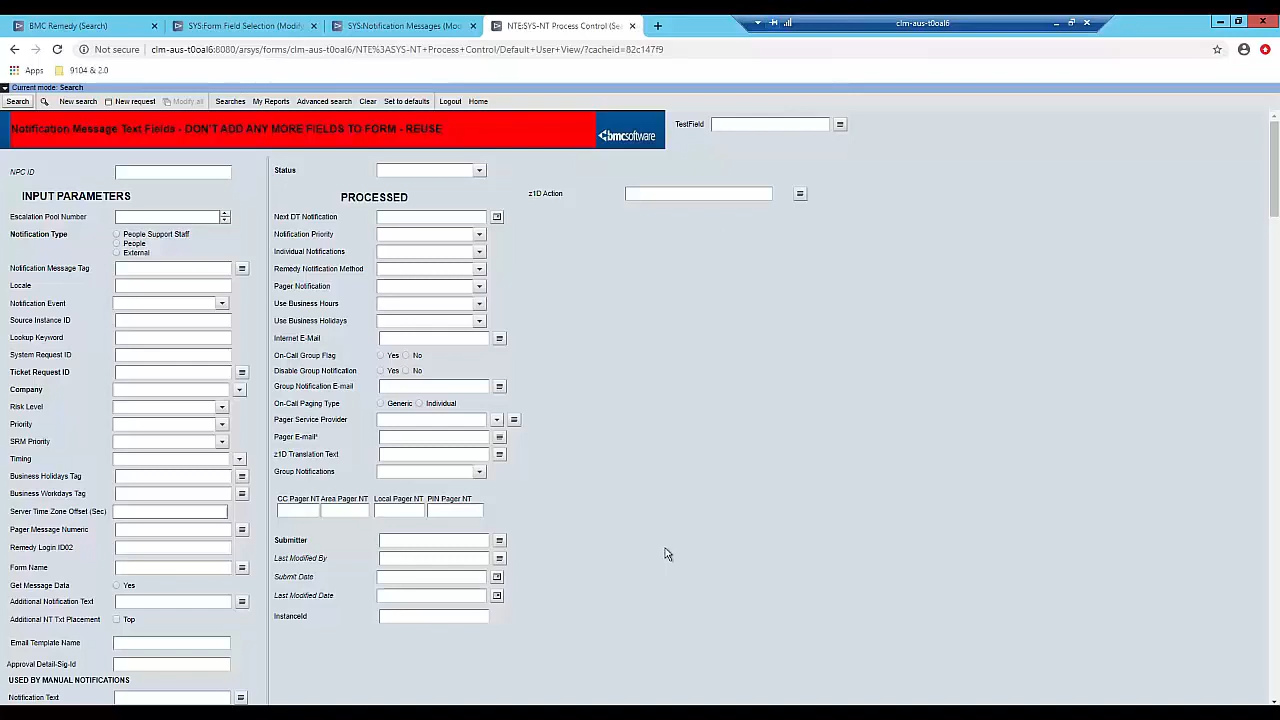 BMC Remedy (Search)
SYS:Form Field Selection (Modify
SYS:Notification Messages (Mod
NTE:SYS-NT Process Control (Sea
clm-aus-t0oal6
Not secure
clm-aus-t0oal6:8080/arsys/forms/clm-aus-t0oal6/NTE%3ASYS-NT+Process+Control/Default+User+View/?cacheid=82c147f9
Apps
9104 & 2.0
Current mode: Search
Search
New search
New request
Modify all
Searches
My Reports
Advanced search
Clear
Set to defaults
Logout
Home
Notification Message Text Fields - DON'T ADD ANY MORE FIELDS TO FORM - REUSE
bmcsoftware
TestField
NPC ID
INPUT PARAMETERS
Escalation Pool Number
Notification Type
People Support Staff
People
External
Notification Message Tag
Locale
Notification Event
Source Instance ID
Lookup Keyword
System Request ID
Ticket Request ID
Company
Risk Level
Priority
SRM Priority
Timing
Business Holidays Tag
Business Workdays Tag
Server Time Zone Offset (Sec)
Pager Message Numeric
Remedy Login ID02
Form Name
Get Message Data
Yes
Additional Notification Text
Additional NT Txt Placement
Top
Email Template Name
Approval Detail-Sig-Id
USED BY MANUAL NOTIFICATIONS
Notification Text
Status
PROCESSED
z1D Action
Next DT Notification
Notification Priority
Individual Notifications
Remedy Notification Method
Pager Notification
Use Business Hours
Use Business Holidays
Internet E-Mail
On-Call Group Flag
Yes
No
Disable Group Notification
Yes
No
Group Notification E-mail
On-Call Paging Type
Generic
Individual
Pager Service Provider
Pager E-mail*
z1D Translation Text
Group Notifications
CC Pager NT
Area Pager NT
Local Pager NT
PIN Pager NT
Submitter
Last Modified By
Submit Date
Last Modified Date
InstanceId